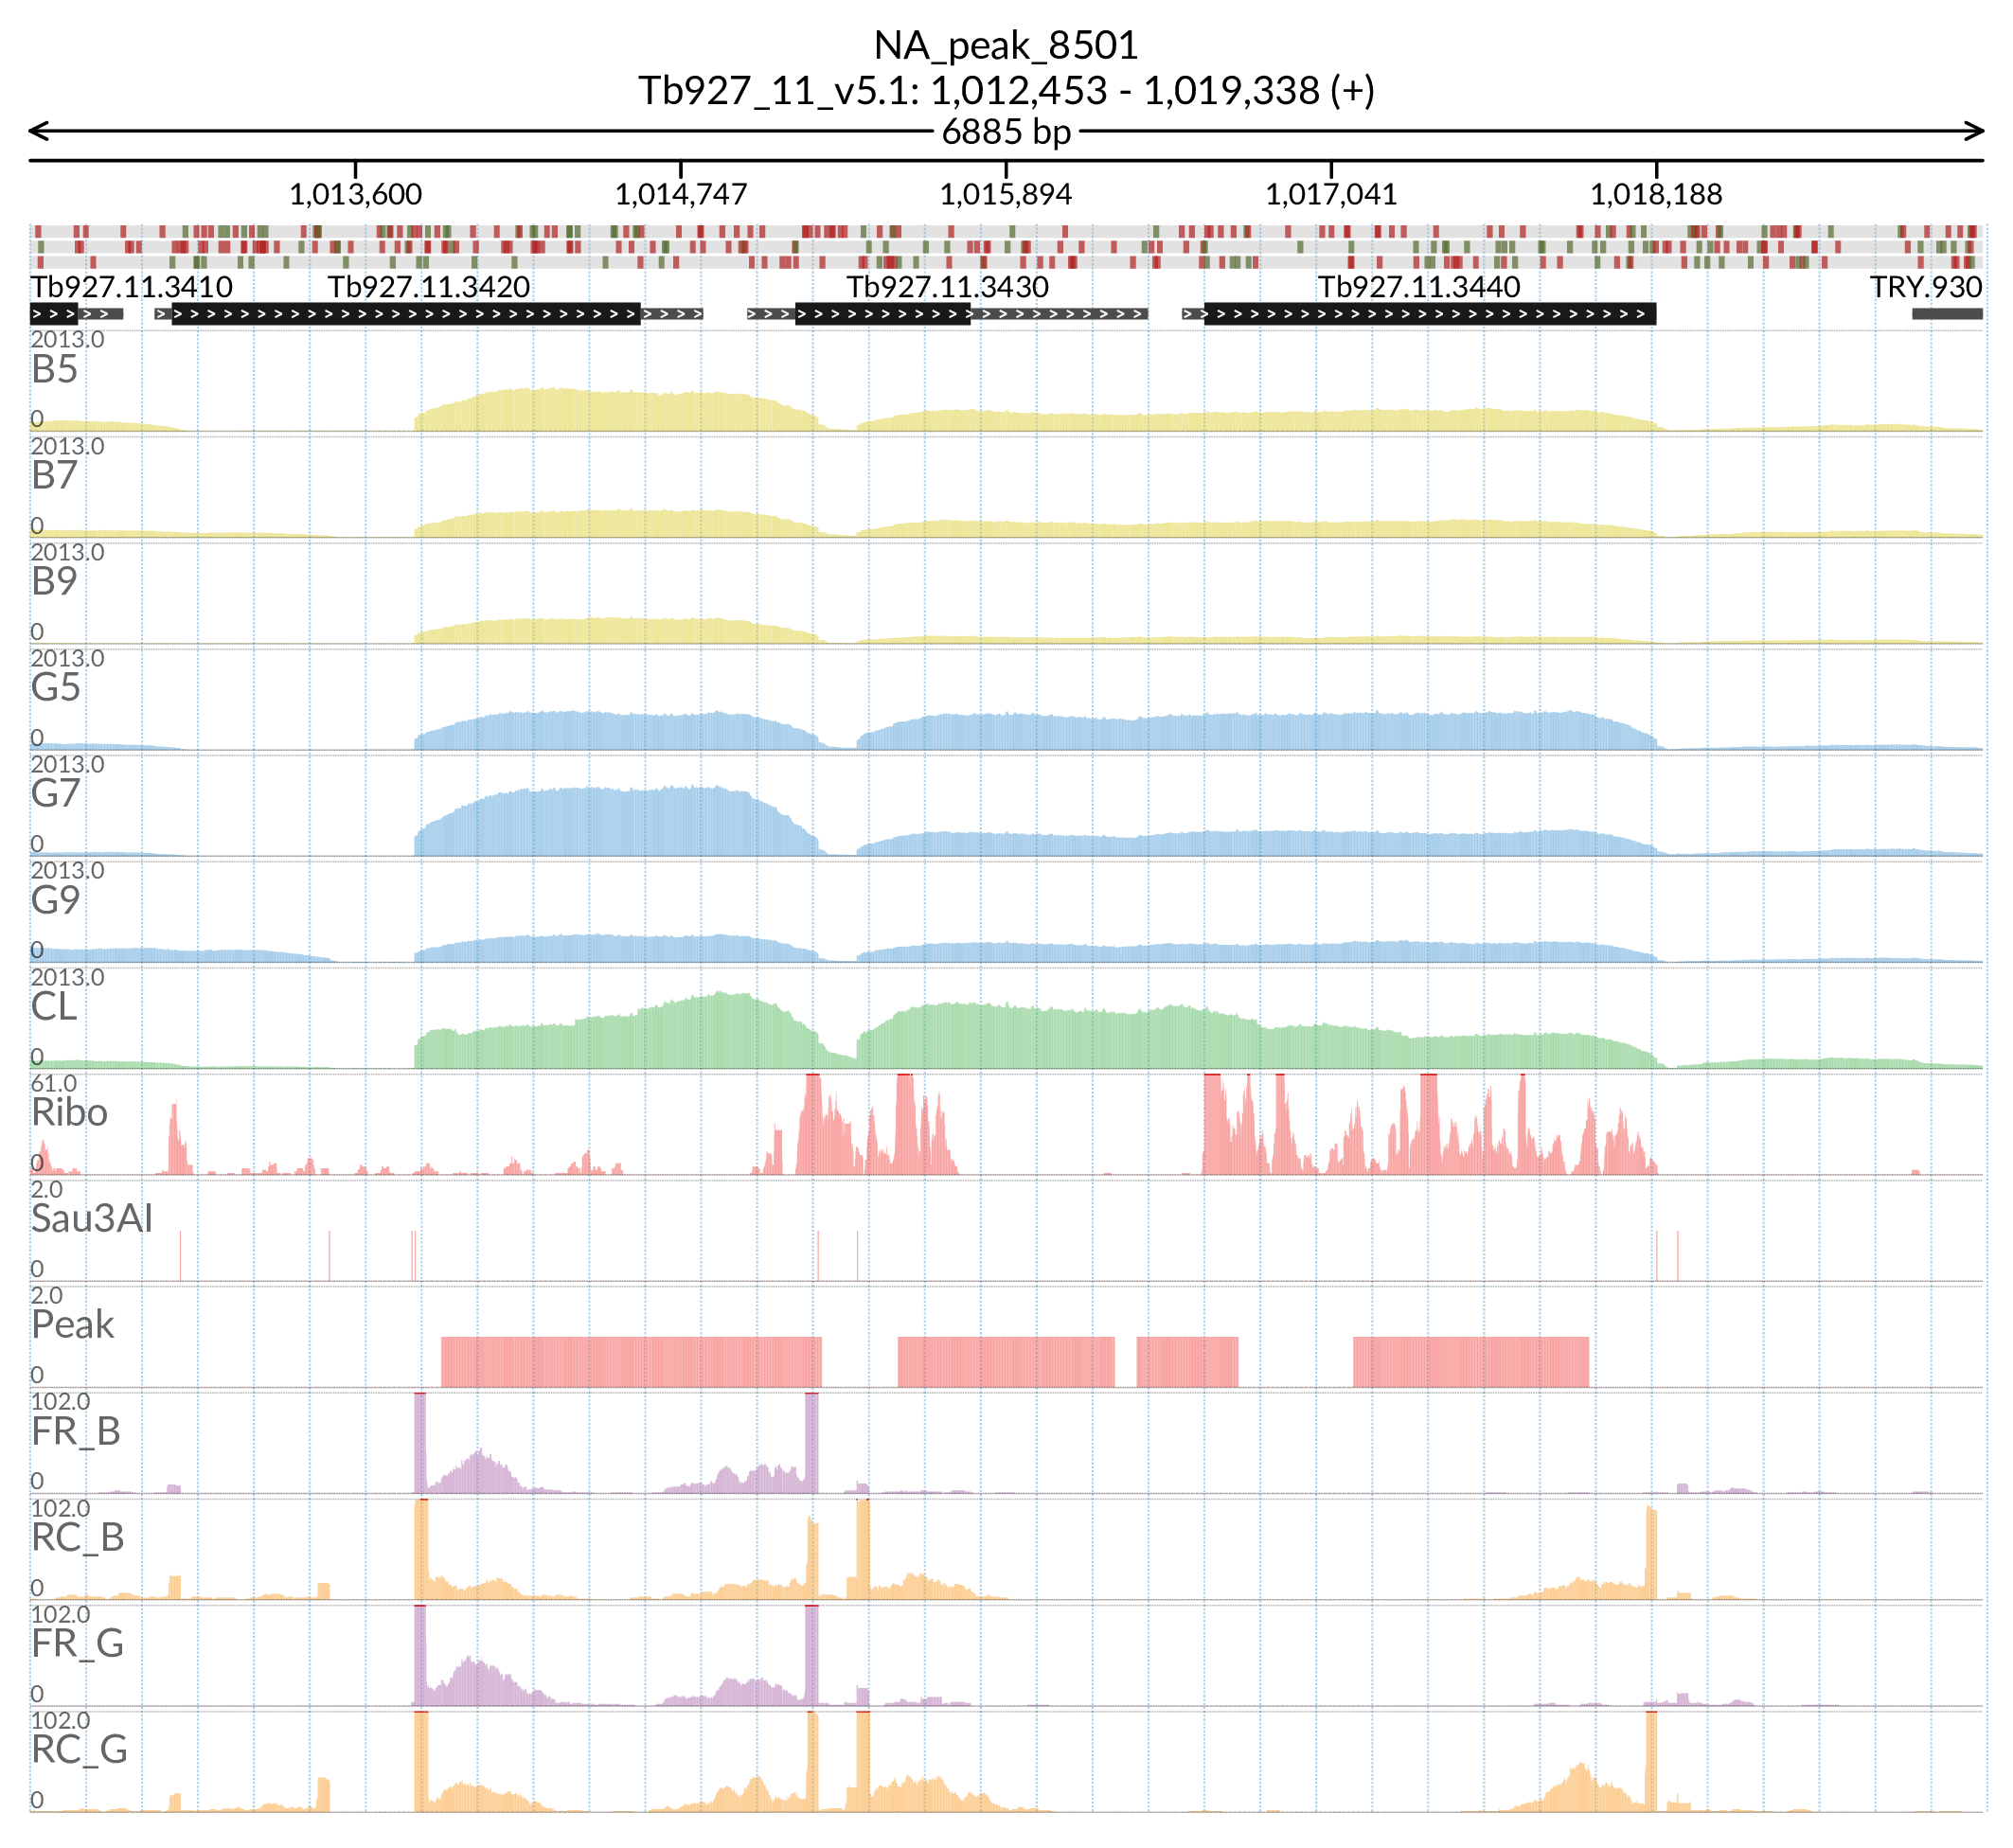 NA_peak_8501
Tb927_11_v5.1: 1,012,453 - 1,019,338 (+)
6885 bp
1,013,600 1,014,747 1,015,894 1,017,041 1,018,188
Tb927.11.3410 Tb927.11.3420 Tb927.11.3430 Tb927.11.3440 TRY.930
2013.0
B5
0
2013.0
B7
0
2013.0
B9
0
2013.0
G5
0
2013.0
G7
0
2013.0
G9
0
2013.0
CL
0
61.0
Ribo
0
2.0
Sau3AI
0
2.0
Peak
0
102.0
FR_B
0
102.0
RC_B
0
102.0
FR_G
0
102.0
RC_G
0